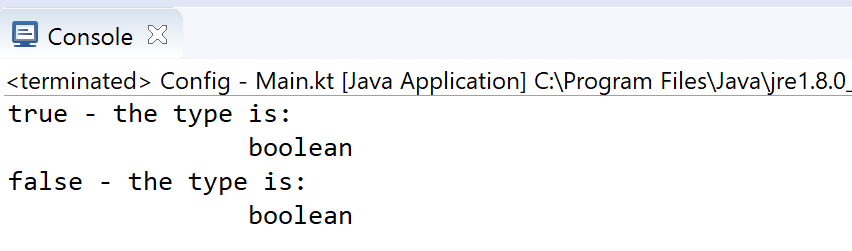 Console
<terminated> Config - Main.kt [Java Application] C:\Program Files\Java\jre1.8.0_
true - the type is:
boolean
false - the type is:
boolean